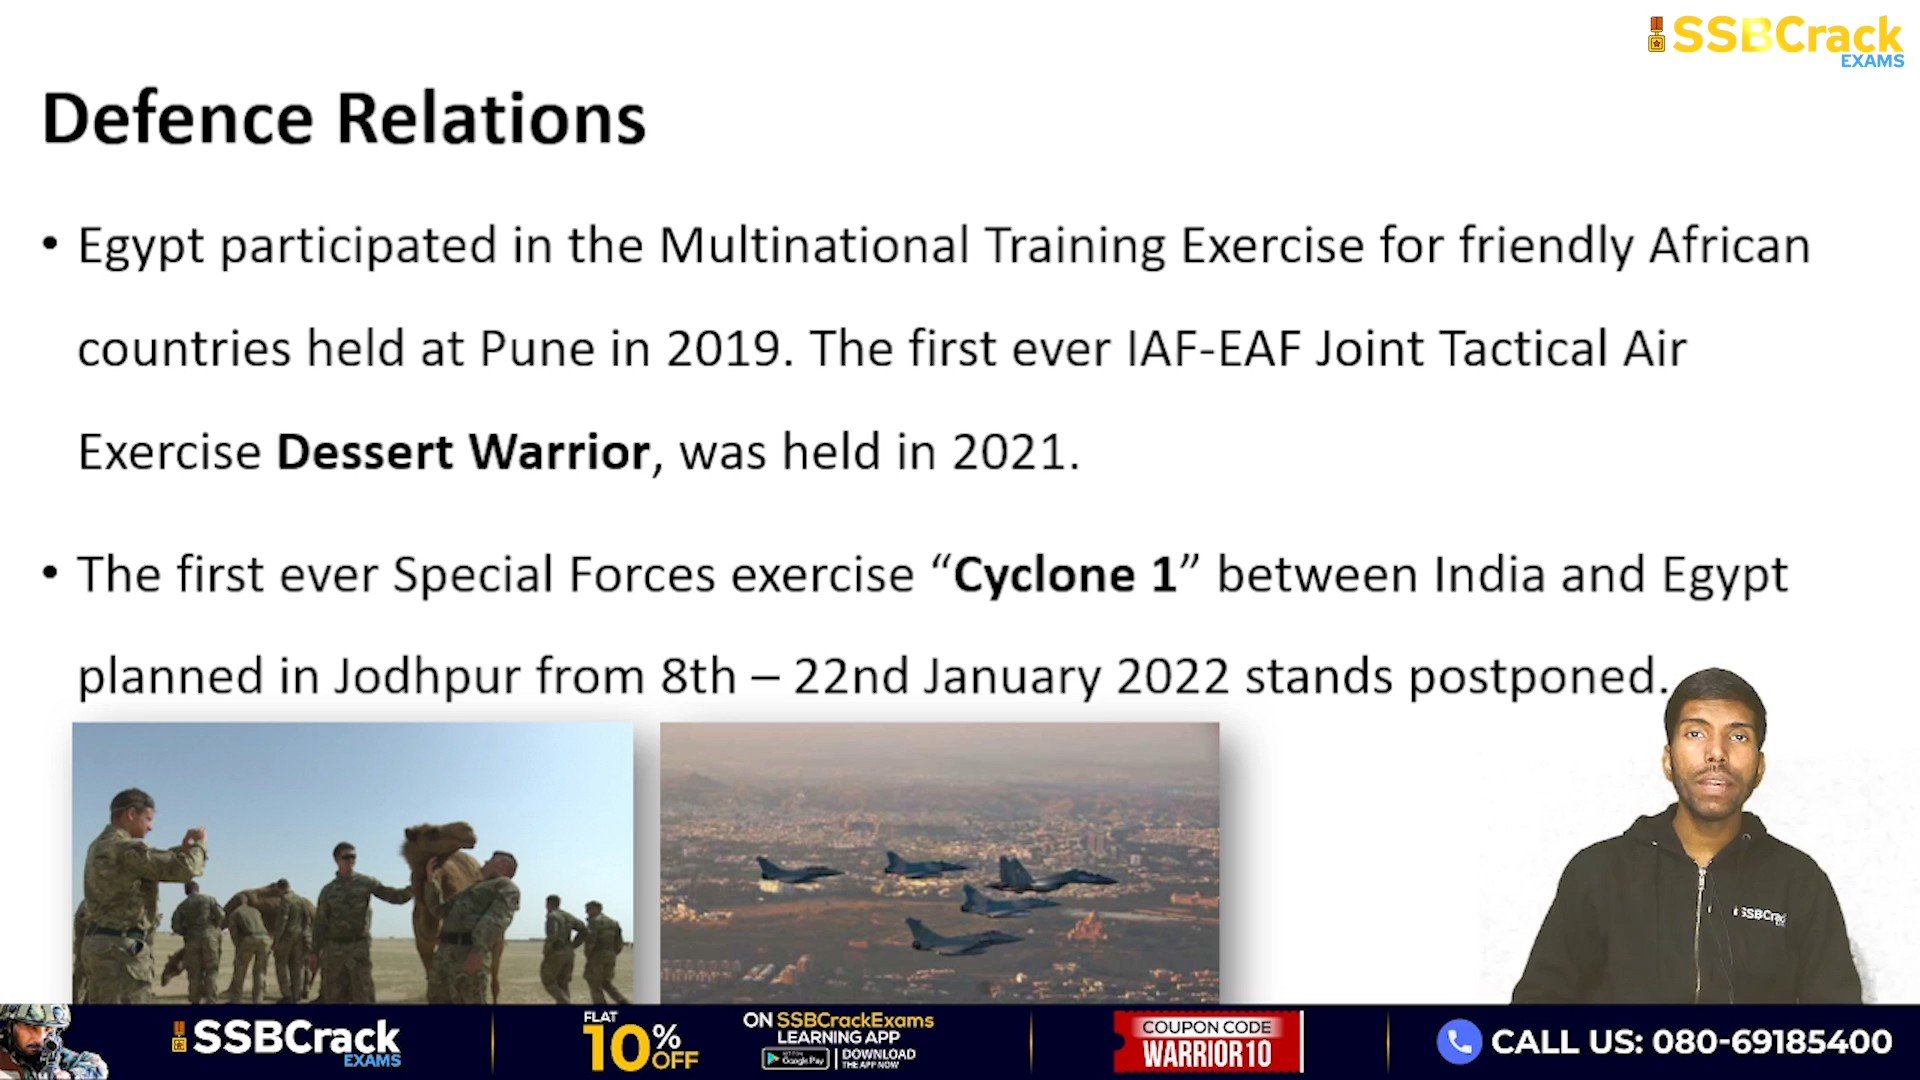 SSBCrack
EXAMS
Defence Relations
• Egypt participated in the Multinational Training Exercise for friendly African
countries held at Pune in 2019. The first ever IAF-EAF Joint Tactical Air
Exercise Dessert Warrior, was held in 2021.
• The first ever Special Forces exercise “Cyclone 1” between India and Egypt
planned in Jodhpur from 8th – 22nd January 2022 stands postponed.
SSBCrack
EXAMS
FLAT
10% OFF
ON SSBCrackExams
LEARNING APP
Google Play
DOWNLOAD
THE APP NOW
COUPON CODE
WARRIOR10
CALL US: 080-69185400